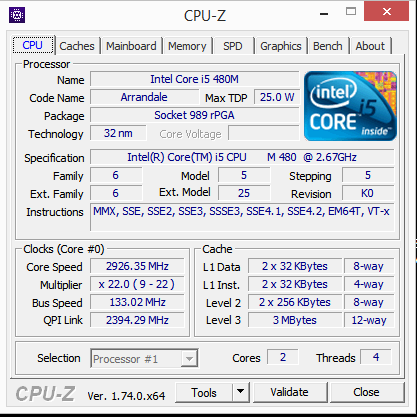 CPU-Z
CPU Caches Mainboard Memory SPD Graphics Bench About
Processor
Name Intel Core i5 480M
Code Name Arrandale Max TDP 25.0 W
Package Socket 989 rPGA
Technology 32 nm Core Voltage
intel CORE i5 inside™
Specification Intel(R) Core(TM) i5 CPU M 480 @ 2.67GHz
Family 6 Model 5 Stepping 5
Ext. Family 6 Ext. Model 25 Revision K0
Instructions MMX, SSE, SSE2, SSE3, SSSE3, SSE4.1, SSE4.2, EM64T, VT-x
Clocks (Core #0) Cache
Core Speed 2926.35 MHz L1 Data 2 x 32 KBytes 8-way
Multiplier x 22.0 ( 9 - 22 ) L1 Inst. 2 x 32 KBytes 4-way
Bus Speed 133.02 MHz Level 2 2 x 256 KBytes 8-way
QPI Link 2394.29 MHz Level 3 3 MBytes 12-way
Selection Processor #1 Cores 2 Threads 4
CPU-Z Ver. 1.74.0.x64 Tools Validate Close